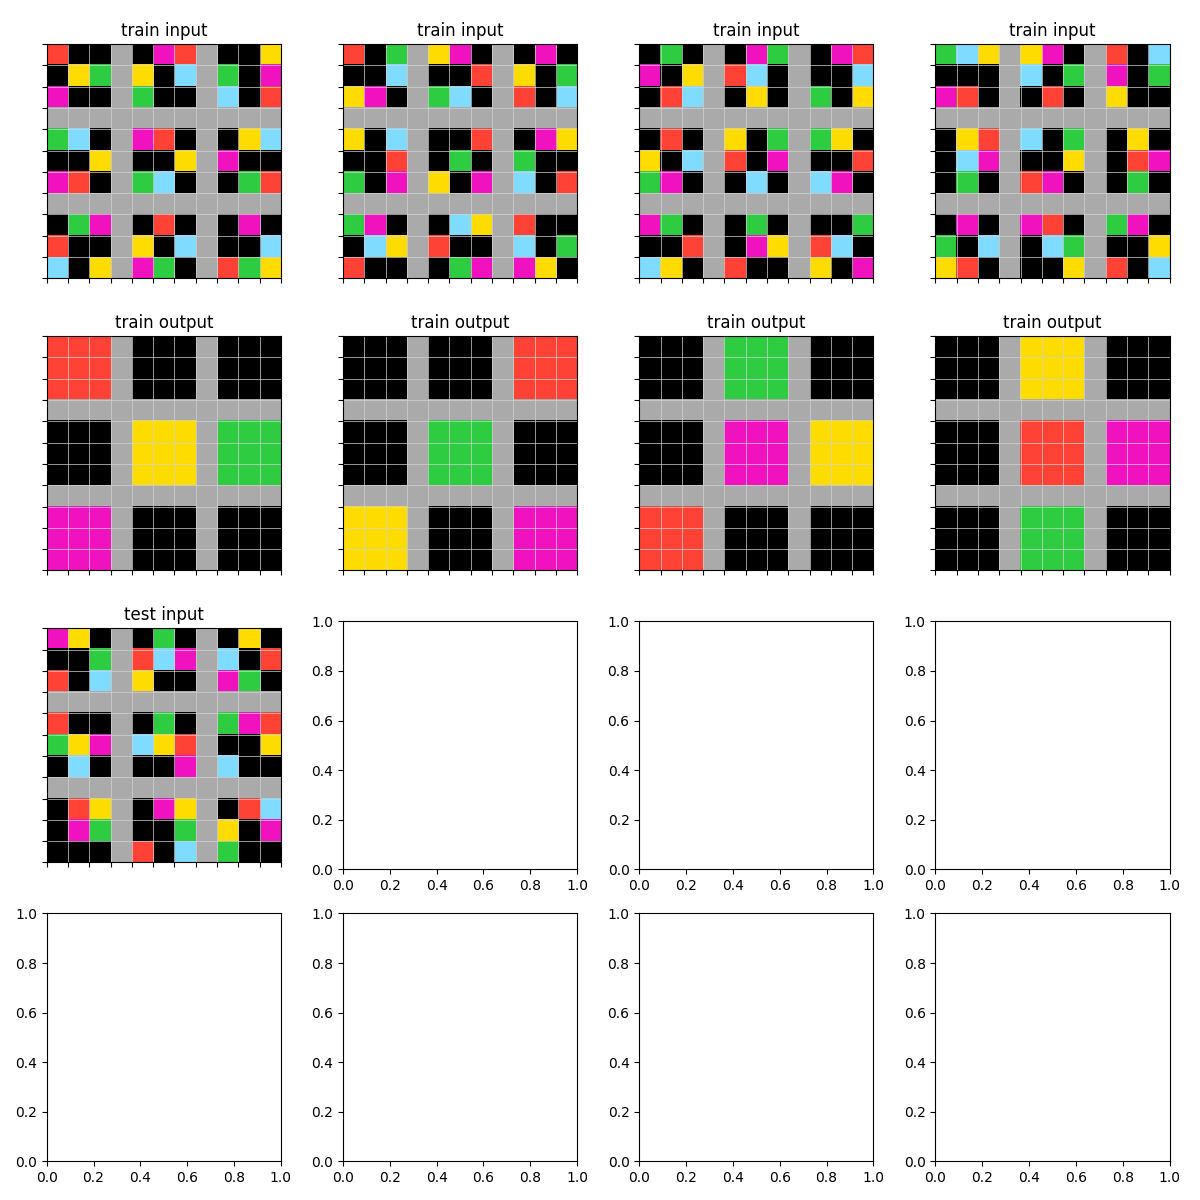 train input train input train input train input
train output train output train output train output
test input
1.0 1.0 1.0
0.8 0.8 0.8
0.6 0.6 0.6
0.4 0.4 0.4
0.2 0.2 0.2
0.0 0.0 0.0
0.0 0.2 0.4 0.6 0.8 1.0 0.0 0.2 0.4 0.6 0.8 1.0 0.0 0.2 0.4 0.6 0.8 1.0
1.0 1.0 1.0 1.0
0.8 0.8 0.8 0.8
0.6 0.6 0.6 0.6
0.4 0.4 0.4 0.4
0.2 0.2 0.2 0.2
0.0 0.0 0.0 0.0
0.0 0.2 0.4 0.6 0.8 1.0 0.0 0.2 0.4 0.6 0.8 1.0 0.0 0.2 0.4 0.6 0.8 1.0 0.0 0.2 0.4 0.6 0.8 1.0